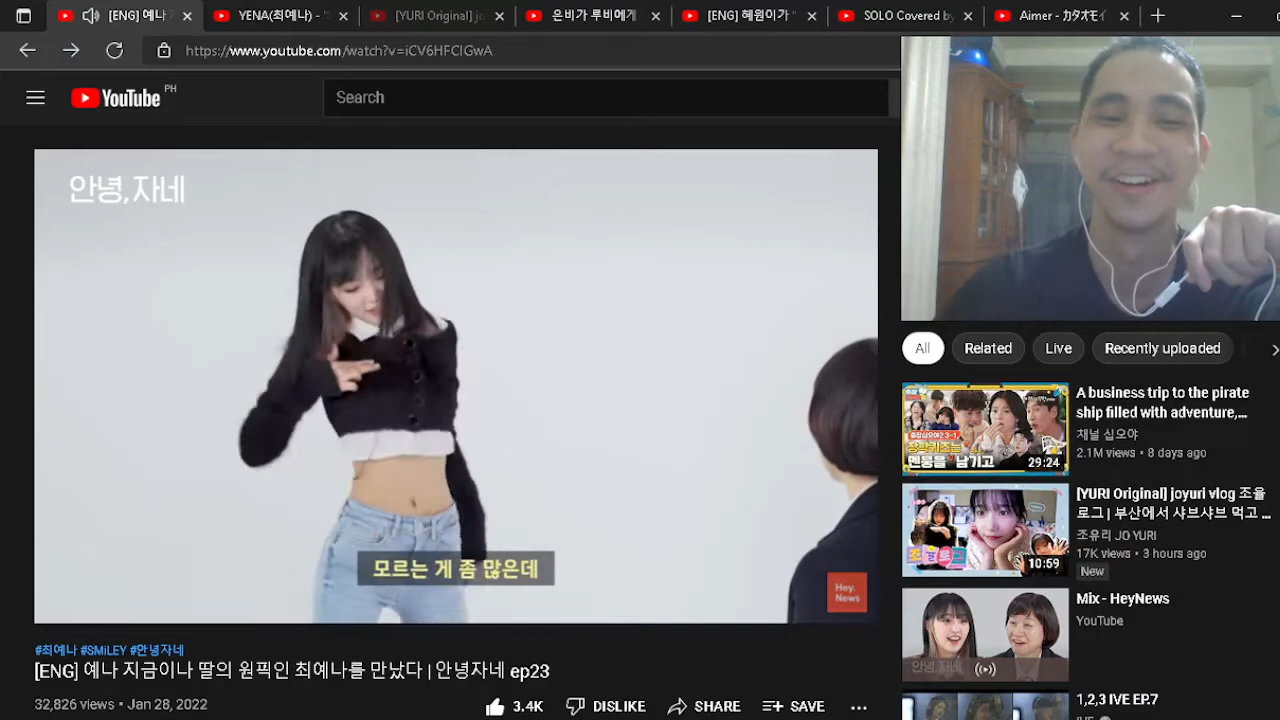 [ENG] 예나 지
YENA(최예나) - '
[YURI Original] jo
은비가 루비에게
[ENG] 혜원이가 "
SOLO Covered by
Aimer - カタオモイ
https://www.youtube.com/watch?v=iCV6HFCIGwA
YouTube PH
Search
안녕, 자네
모르는 게 좀 많은데
Hey.
News
#최예나 #SMiLEY #안녕자네
[ENG] 예나 지금이나 딸의 원픽인 최예나를 만났다 | 안녕자네 ep23
32,826 views • Jan 28, 2022
3.4K
DISLIKE
SHARE
SAVE
All
Related
Live
Recently uploaded
29:24
A business trip to the pirate
ship filled with adventure,...
채널 십오야
2.1M views • 8 days ago
조율로그
10:59
[YURI Original] joyuri vlog 조율
로그 | 부산에서 샤브샤브 먹고 ...
조유리 JO YURI
17K views • 3 hours ago
New
안녕,자네
Mix - HeyNews
YouTube
1,2,3 IVE EP.7